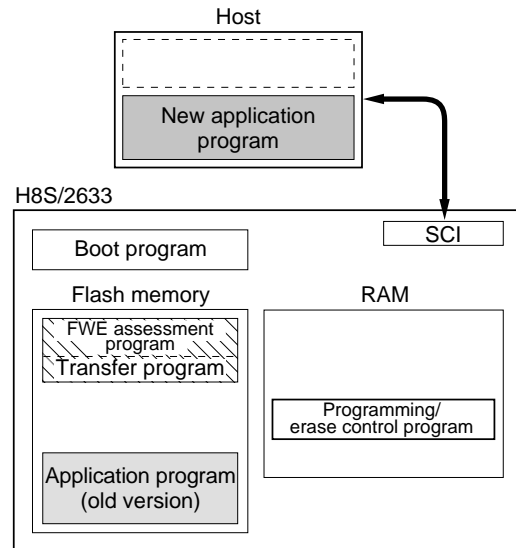 Host
New application
program
H8S/2633
SCI
Boot program
Flash memory
RAM
FWE assessment
program
Transfer program
Programming/
erase control program
Application program
(old version)